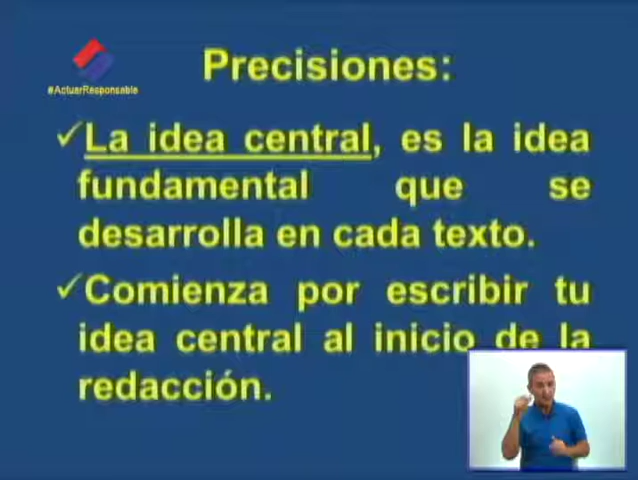 Precisiones:
#ActuarResponsable
La idea central, es la idea
fundamental que se
desarrolla en cada texto.
Comienza por escribir tu
idea central al inicio de la
redacción.